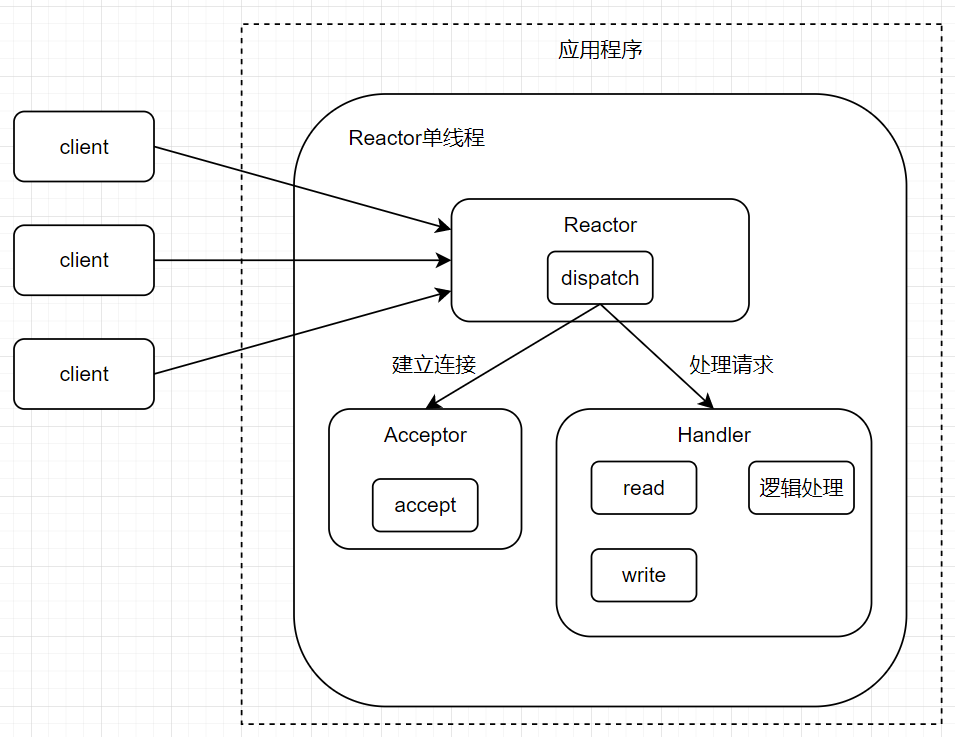 应用程序
Reactor单线程
client
client
client
Reactor
dispatch
建立连接
处理请求
Acceptor
accept
Handler
read
逻辑处理
write